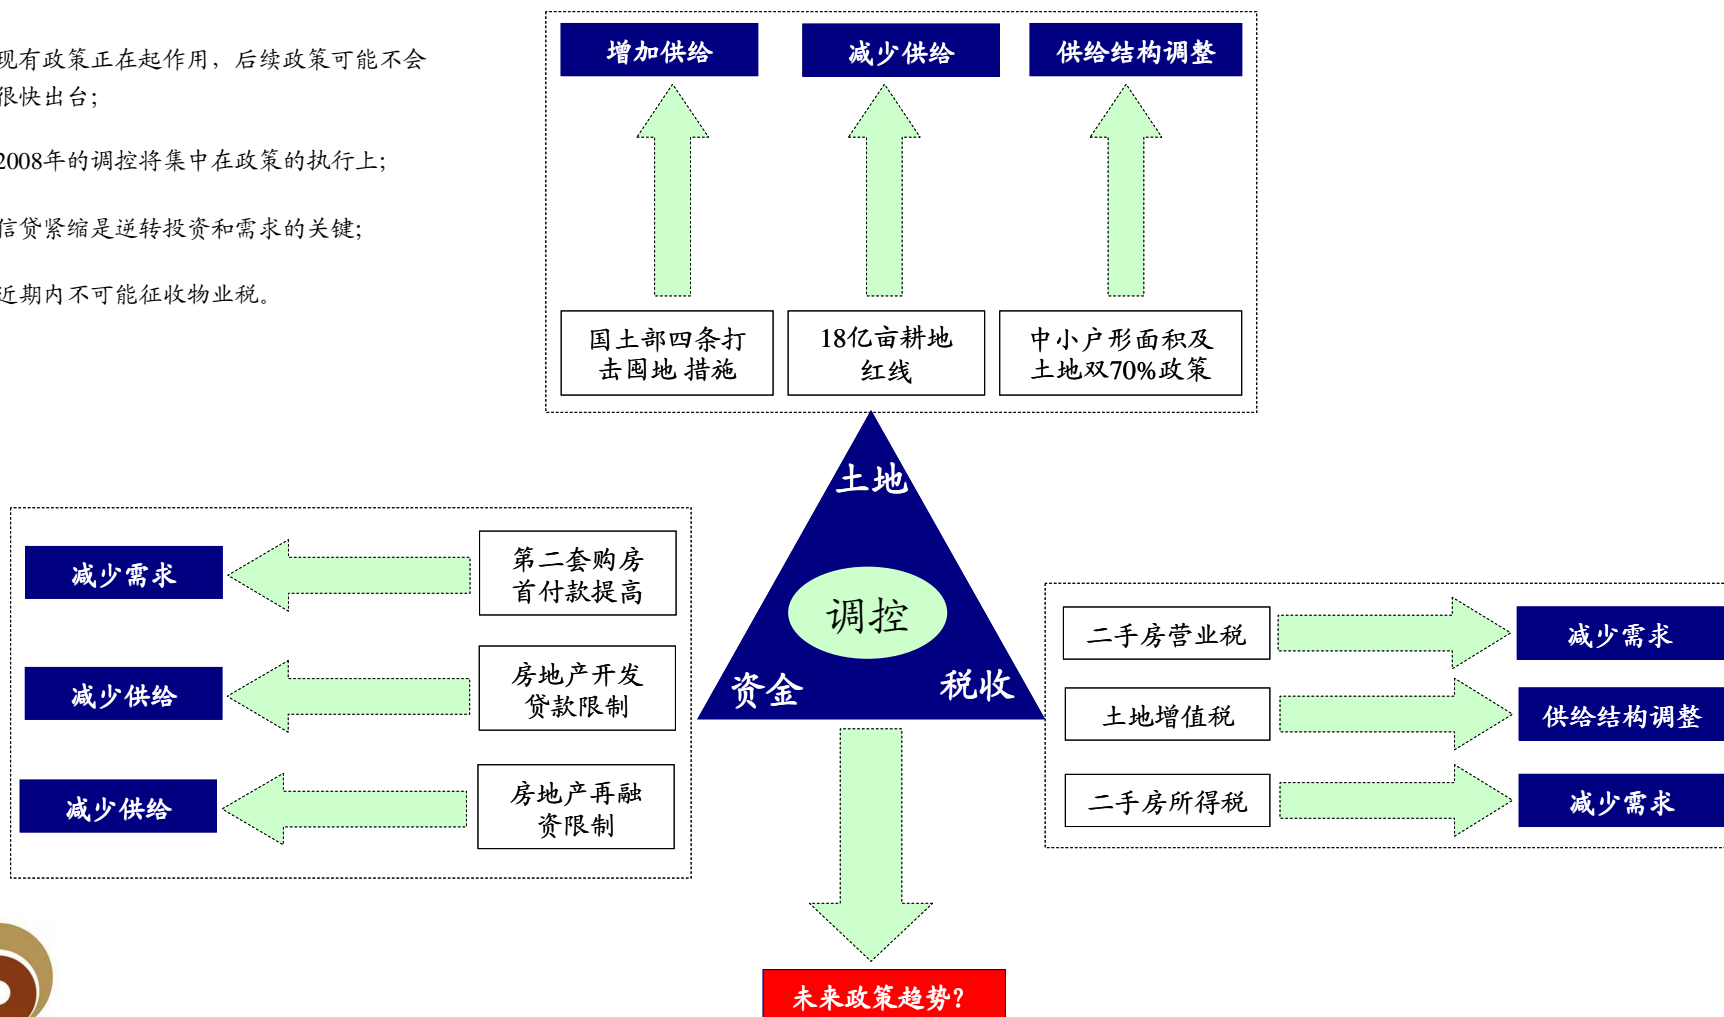 现有政策正在起作用，后续政策可能不会
很快出台；
2008年的调控将集中在政策的执行上；
信贷紧缩是逆转投资和需求的关键；
近期内不可能征收物业税。
增加供给
减少供给
供给结构调整
国土部四条打
击囤地 措施
18亿亩耕地
红线
中小户形面积及
土地双70%政策
土地
调控
资金
税收
减少需求
第二套购房
首付款提高
减少供给
房地产开发
贷款限制
减少供给
房地产再融
资限制
二手房营业税
减少需求
土地增值税
供给结构调整
二手房所得税
减少需求
未来政策趋势?